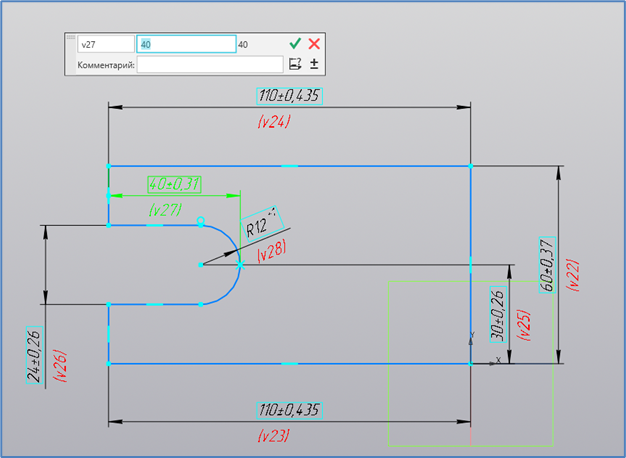 v27 40 40
Комментарий:
110±0,435
(v24)
40±0,31
(v27)
R12
(v28)
24±0,26
(v26)
30±0,26
(v25)
60±0,37
(v22)
Y
X
110±0,435
(v23)